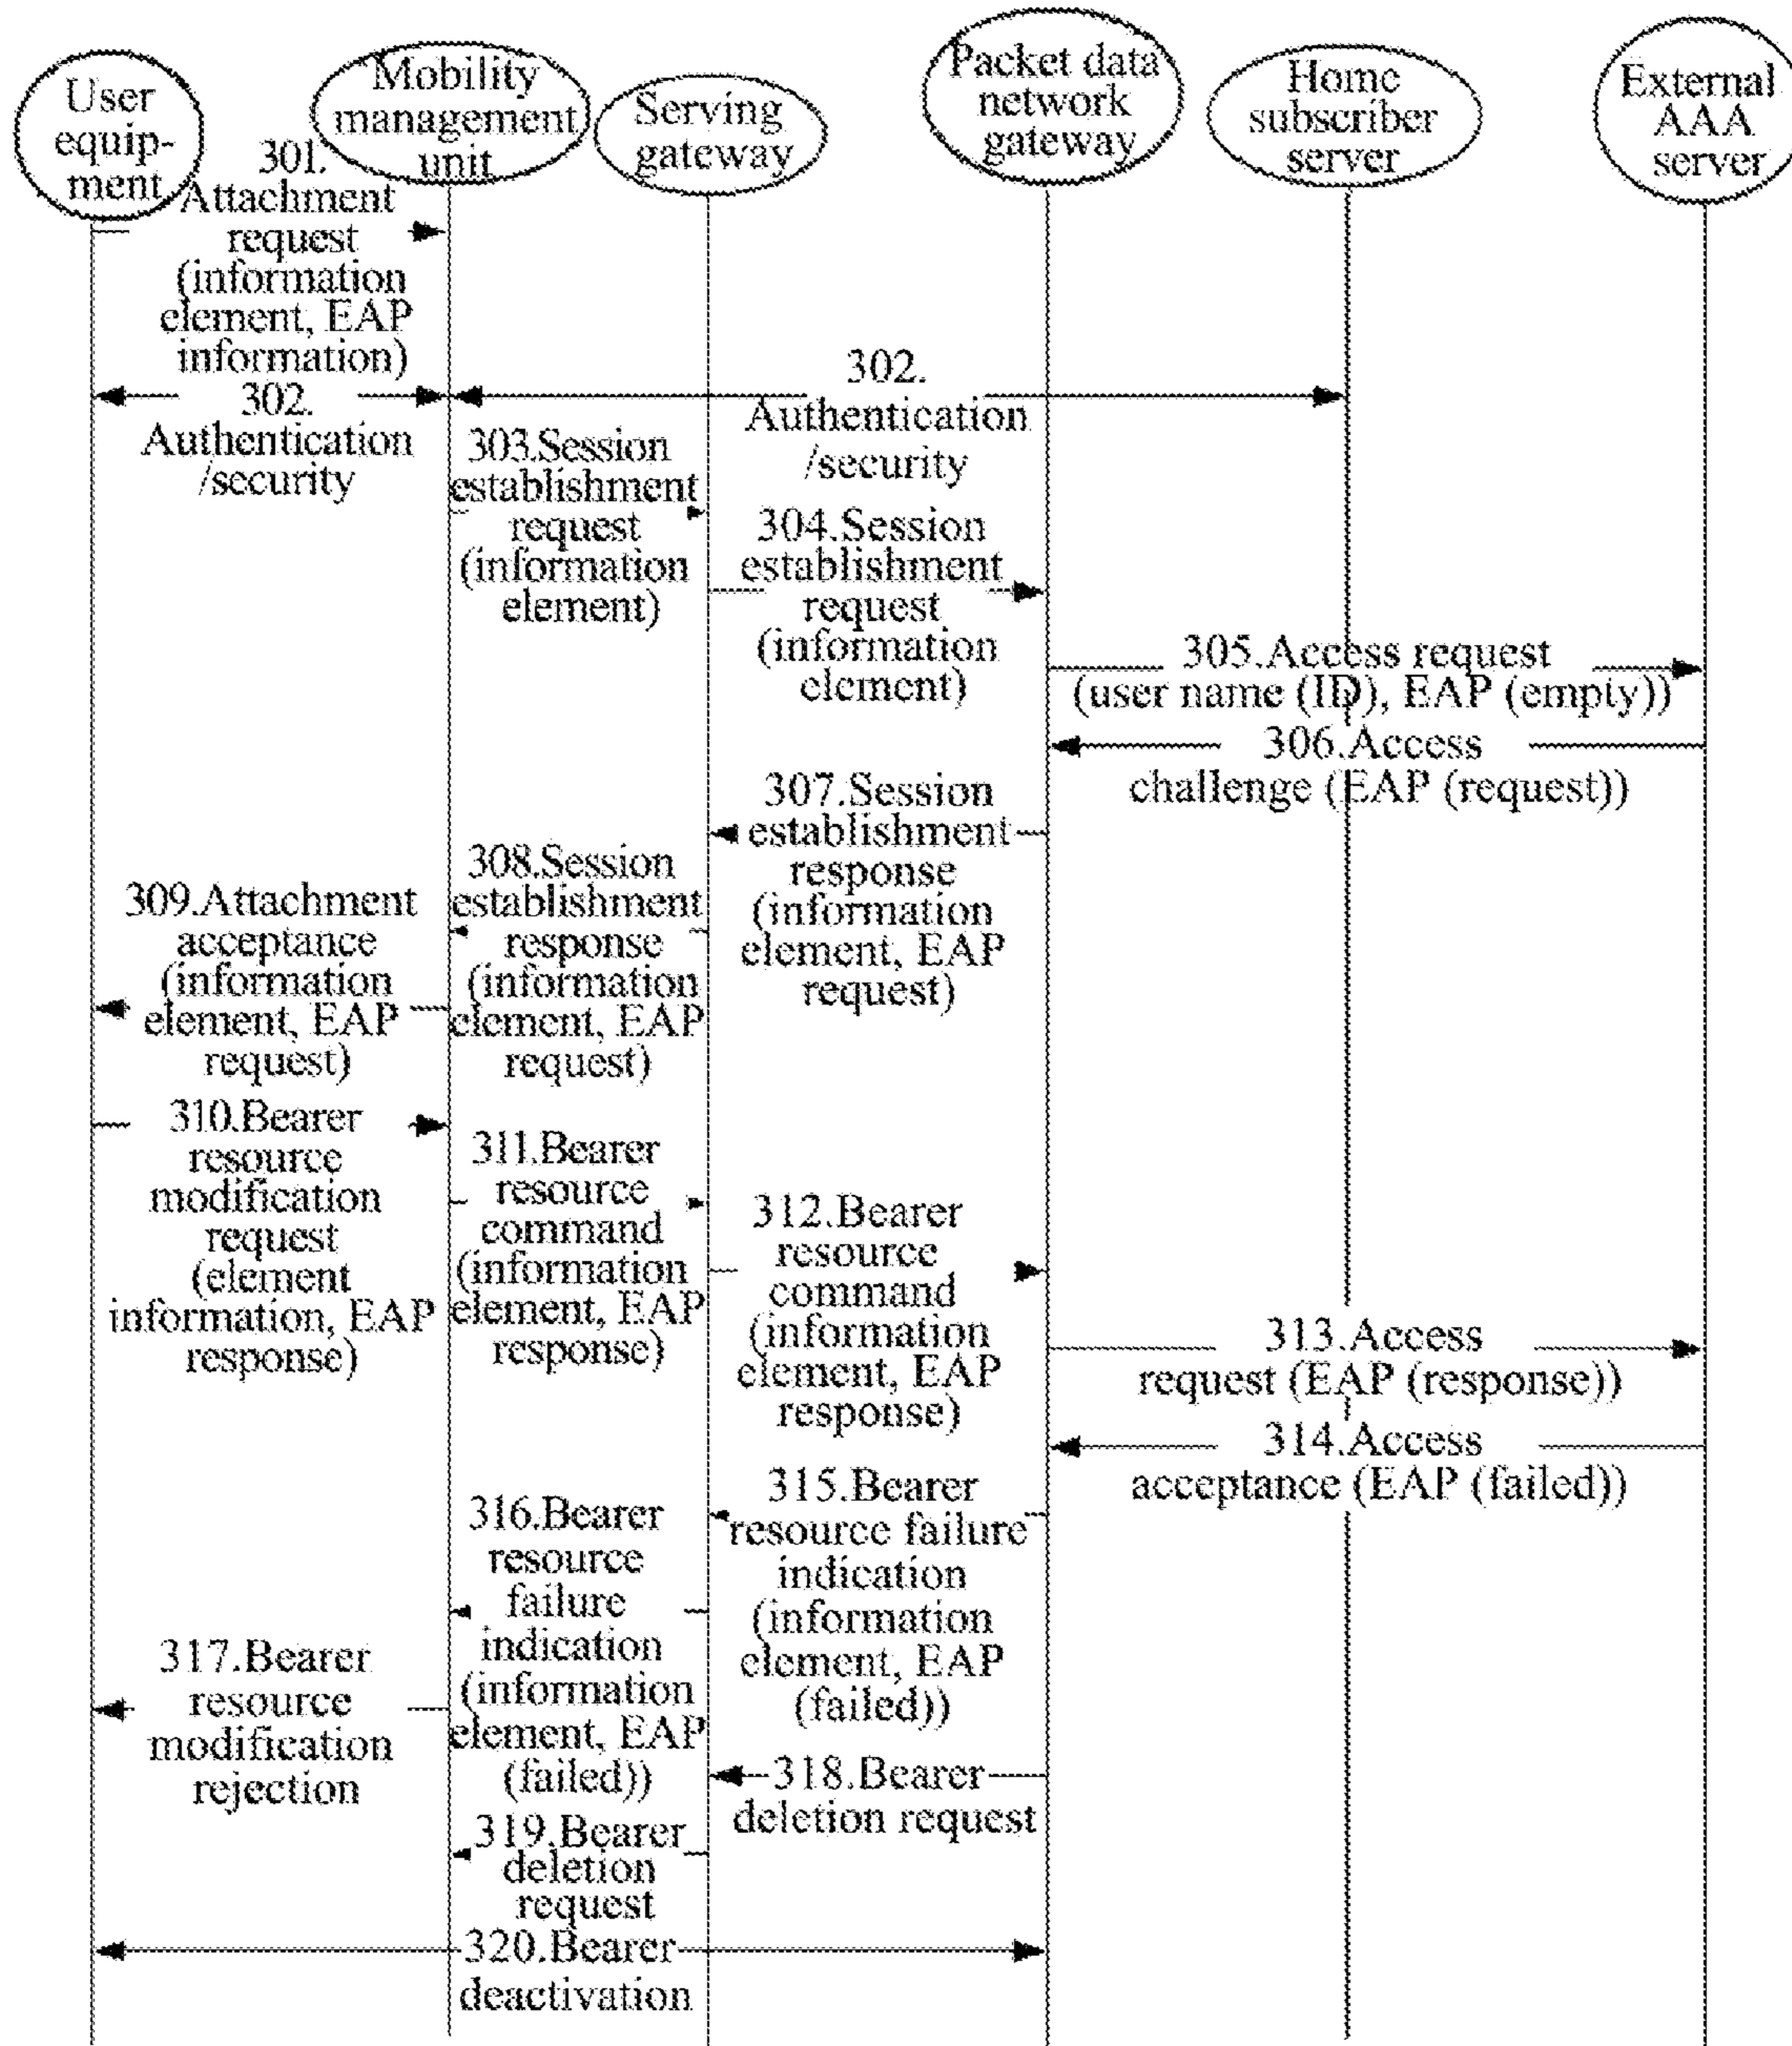 User
equip-
ment
Mobility
management
unit
Serving
gateway
Packet data
network
gateway
Home
subscriber
server
External
AAA
server
301.
Attachment
request
(information
element, EAP
information)
302.
Authentication
/security
302.
Authentication
/security
303.Session
establishment
request
(information
element)
304.Session
establishment
request
(information
element)
305.Access request
(user name (ID), EAP (empty))
306.Access
challenge (EAP (request))
307.Session
establishment
response
(information
element, EAP
request)
308.Session
establishment
response
(information
element, EAP
request)
309.Attachment
acceptance
(information
element, EAP
request)
310.Bearer
resource
modification
request
(element
information, EAP
response)
311.Bearer
resource
command
(information
element, EAP
response)
312.Bearer
resource
command
(information
element, EAP
response)
313.Access
request (EAP (response))
314.Access
acceptance (EAP (failed))
315.Bearer
resource failure
indication
(information
element, EAP
(failed))
316.Bearer
resource
failure
indication
(information
element, EAP
(failed))
317.Bearer
resource
modification
rejection
318.Bearer
deletion request
319.Bearer
deletion
request
320.Bearer
deactivation